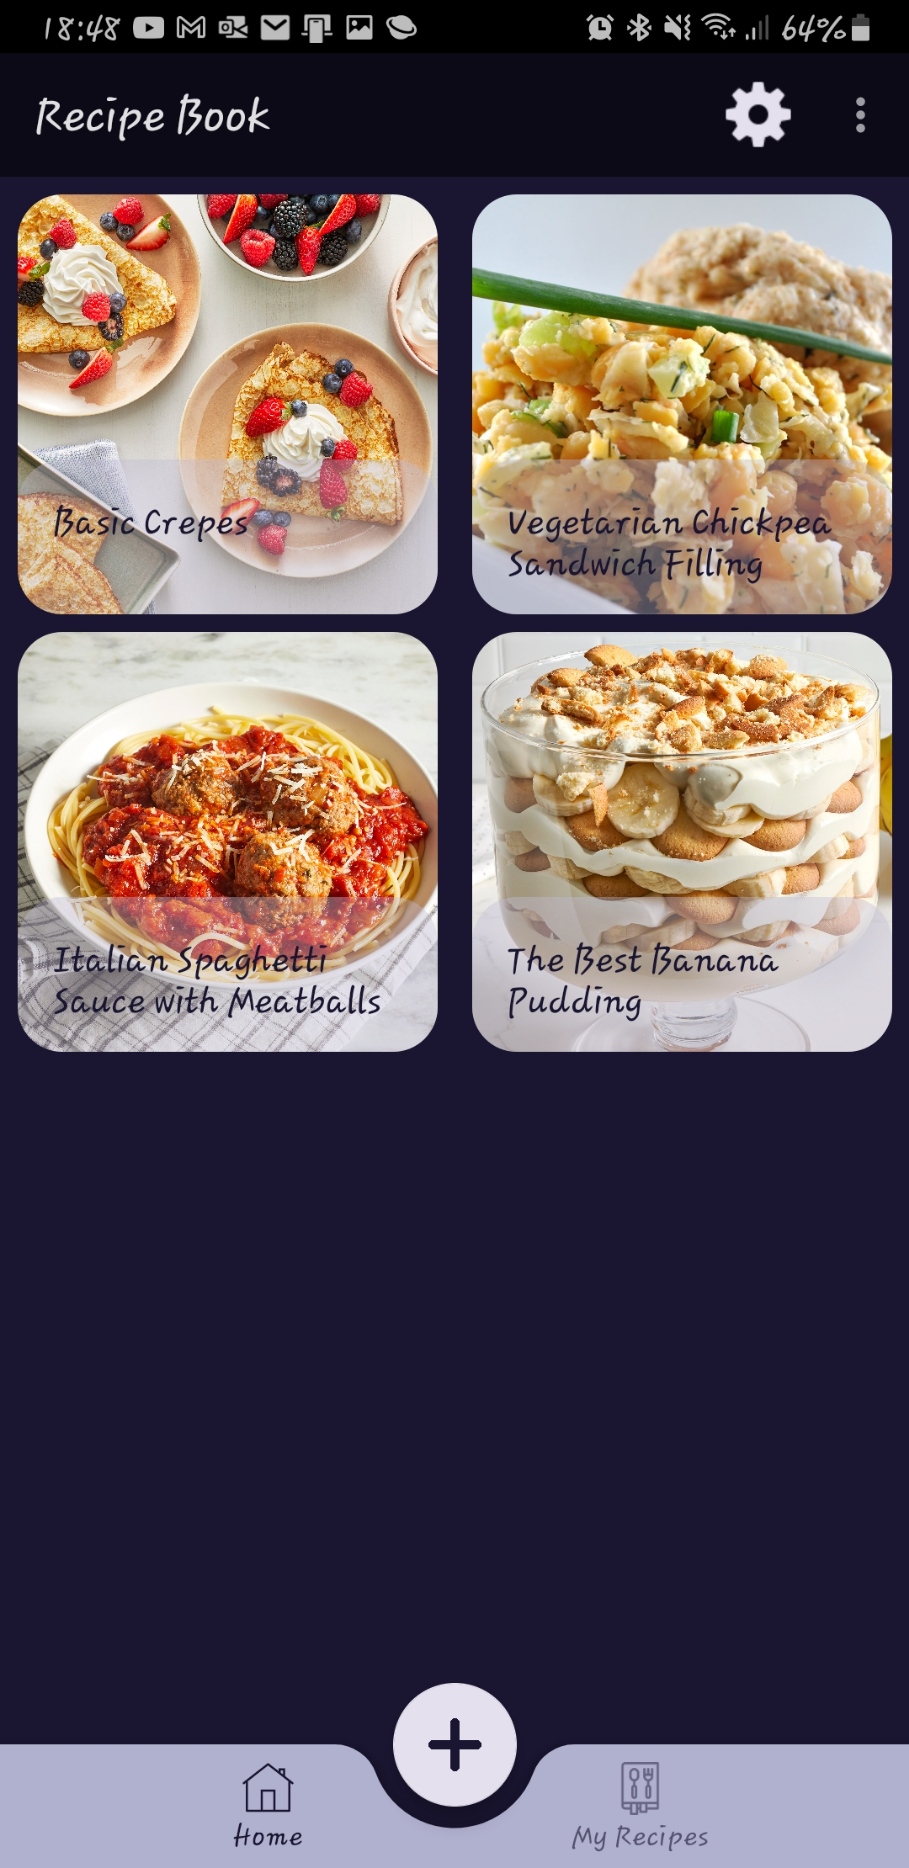 18:48
64%
Recipe Book
Basic Crepes
Vegetarian Chickpea
Sandwich Filling
Italian Spaghetti
Sauce with Meatballs
The Best Banana
Pudding
Home
My Recipes